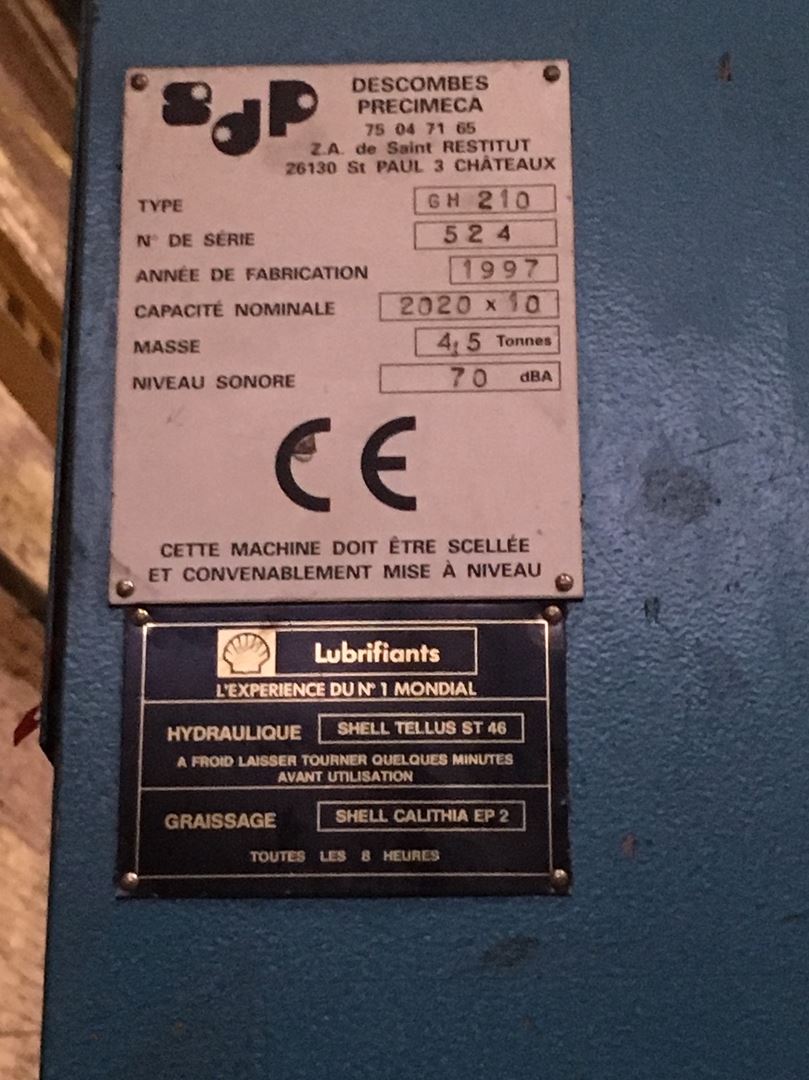 SdP
DESCOMBES
PRECIMECA
75 04 71 65
Z.A. de Saint RESTITUT
26130 St PAUL 3 CHÂTEAUX
TYPE GH 210
N° DE SÉRIE 524
ANNÉE DE FABRICATION 1997
CAPACITÉ NOMINALE 2020 x 10
MASSE 4,5 Tonnes
NIVEAU SONORE 70 dBA
CE
CETTE MACHINE DOIT ÊTRE SCELLÉE
ET CONVENABLEMENT MISE À NIVEAU
Lubrifiants
L'EXPERIENCE DU N° 1 MONDIAL
HYDRAULIQUE SHELL TELLUS ST 46
A FROID LAISSER TOURNER QUELQUES MINUTES
AVANT UTILISATION
GRAISSAGE SHELL CALITHIA EP 2
TOUTES LES 8 HEURES